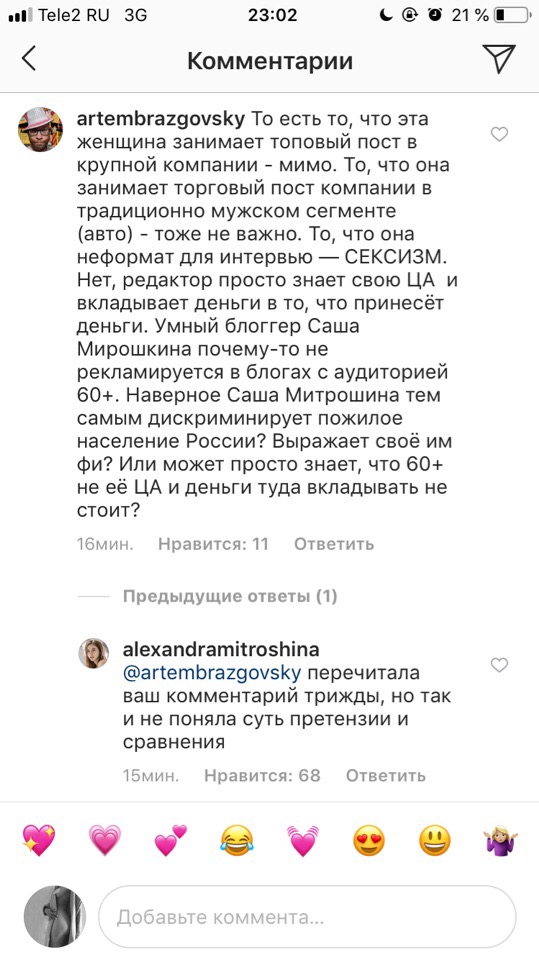 Tele2 RU 3G 23:02 21 %
Комментарии
artembrazgovsky То есть то, что эта
женщина занимает топовый пост в
крупной компании - мимо. То, что она
занимает торговый пост компании в
традиционно мужском сегменте
(авто) - тоже не важно. То, что она
неформат для интервью — СЕКСИЗМ.
Нет, редактор просто знает свою ЦА и
вкладывает деньги в то, что принесёт
деньги. Умный блоггер Саша
Мирошкина почему-то не
рекламируется в блогах с аудиторией
60+. Наверное Саша Митрошина тем
самым дискриминирует пожилое
население России? Выражает своё им
фи? Или может просто знает, что 60+
не её ЦА и деньги туда вкладывать не
стоит?
16мин. Нравится: 11 Ответить
Предыдущие ответы (1)
alexandramitroshina
@artembrazgovsky перечитала
ваш комментарий трижды, но так
и не поняла суть претензии и
сравнения
15мин. Нравится: 68 Ответить
Добавьте коммента...